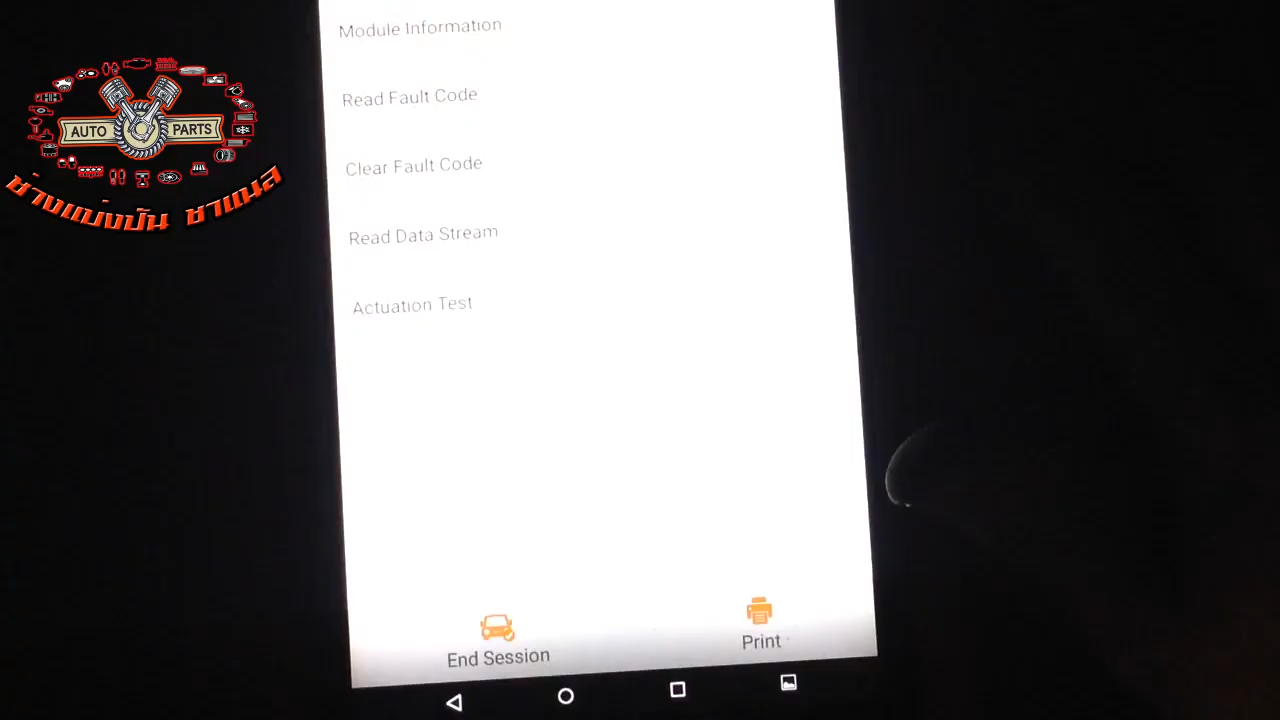 Module Information
Read Fault Code
Clear Fault Code
Read Data Stream
Actuation Test
End Session
Print
AUTO PARTS
ช่างแบ่งปัน ชาแนล